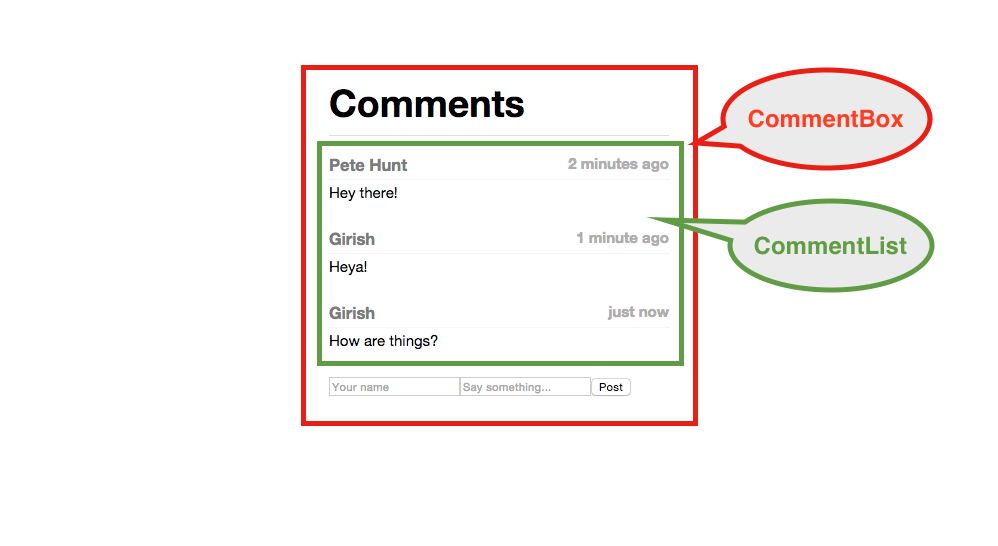 Comments
CommentBox
Pete Hunt 2 minutes ago
Hey there!
Girish 1 minute ago
CommentList
Heya!
Girish just now
How are things?
Your name Say something... Post